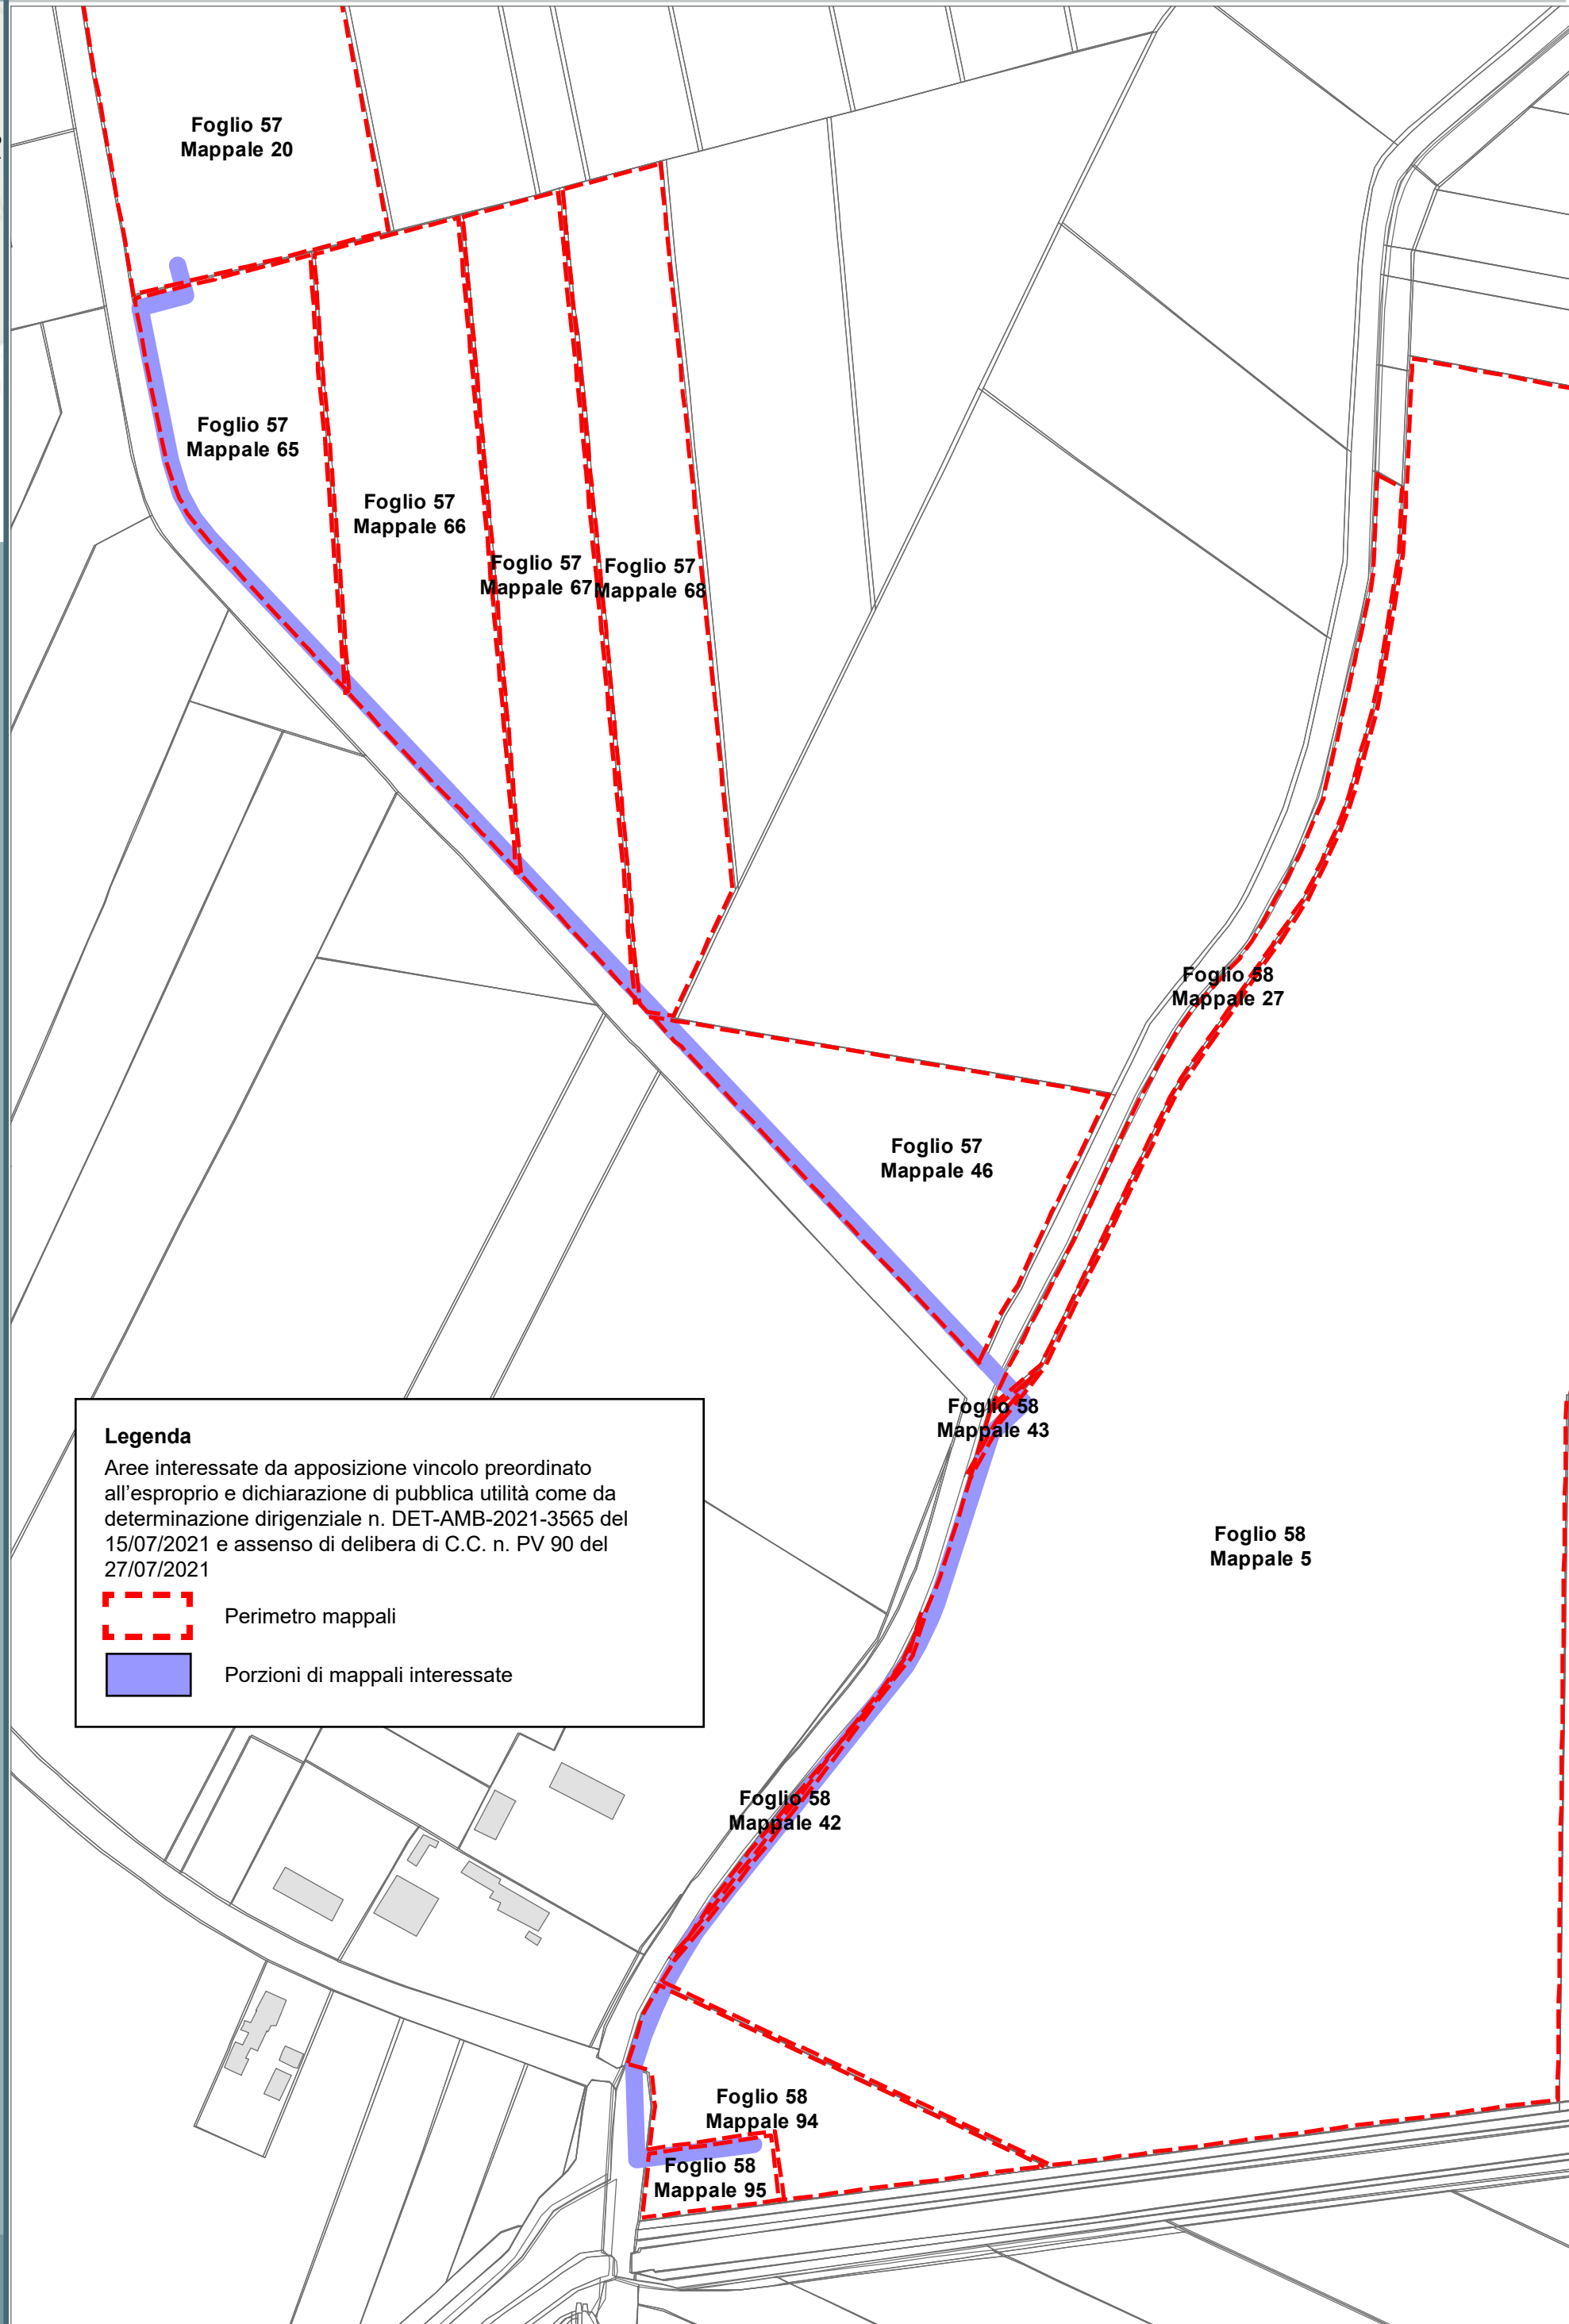 Foglio 57
Mappale 20
Foglio 57
Mappale 65
Foglio 57
Mappale 66
Foglio 57
Mappale 67
Foglio 57
Mappale 68
Foglio 58
Mappale 27
Foglio 57
Mappale 46
Foglio 58
Mappale 43
Legenda
Aree interessate da apposizione vincolo preordinato
all’esproprio e dichiarazione di pubblica utilità come da
determinazione dirigenziale n. DET-AMB-2021-3565 del
15/07/2021 e assenso di delibera di C.C. n. PV 90 del
27/07/2021
Perimetro mappali
Porzioni di mappali interessate
Foglio 58
Mappale 5
Foglio 58
Mappale 42
Foglio 58
Mappale 94
Foglio 58
Mappale 95